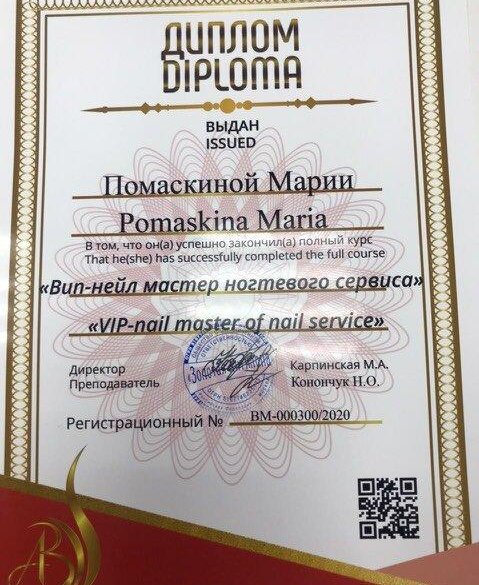 ДИПЛОМ
DIPLOMA
ВЫДАН
ISSUED
Помаскиной Марии
Pomaskina Maria
В том, что он(а) успешно закончил(а) полный курс
That he(she) has successfully completed the full course
«Вип-нейл мастер ногтевого сервиса»
«VIP-nail master of nail service»
Директор Карпинская М.А.
Преподаватель Конончук Н.О.
Регистрационный № ВМ-000300/2020